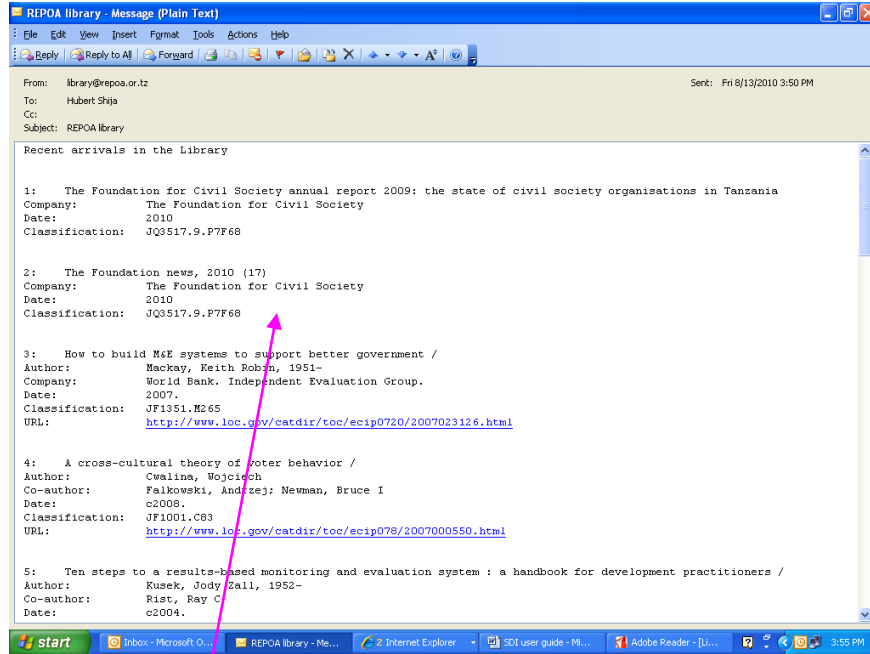 REPOA library - Message (Plain Text)
File Edit View Insert Format Tools Actions Help
Reply Reply to All Forward
From: library@repoa.or.tz Sent: Fri 8/13/2010 3:50 PM
To: Hubert Shija
Cc:
Subject: REPOA library
Recent arrivals in the Library
1: The Foundation for Civil Society annual report 2009: the state of civil society organisations in Tanzania
Company: The Foundation for Civil Society
Date: 2010
Classification: JQ3517.9.P7F68
2: The Foundation news, 2010 (17)
Company: The Foundation for Civil Society
Date: 2010
Classification: JQ3517.9.P7F68
3: How to build M&E systems to support better government /
Author: Mackay, Keith Robin, 1951-
Company: World Bank. Independent Evaluation Group.
Date: 2007.
Classification: JF1351.M265
URL: http://www.loc.gov/catdir/toc/ecip0720/2007023126.html
4: A cross-cultural theory of voter behavior /
Author: Cwalina, Wojciech
Co-author: Falkowski, Andrzej; Newman, Bruce I
Date: c2008.
Classification: JF1001.C83
URL: http://www.loc.gov/catdir/toc/ecip078/2007000550.html
5: Ten steps to a results-based monitoring and evaluation system : a handbook for development practitioners /
Author: Kusek, Jody Zall, 1952-
Co-author: Rist, Ray C
Date: c2004.
start Inbox - Microsoft O... REPOA library - Me... 2 Internet Explorer SDI user guide - Mi... Adobe Reader - [Li... 3:55 PM